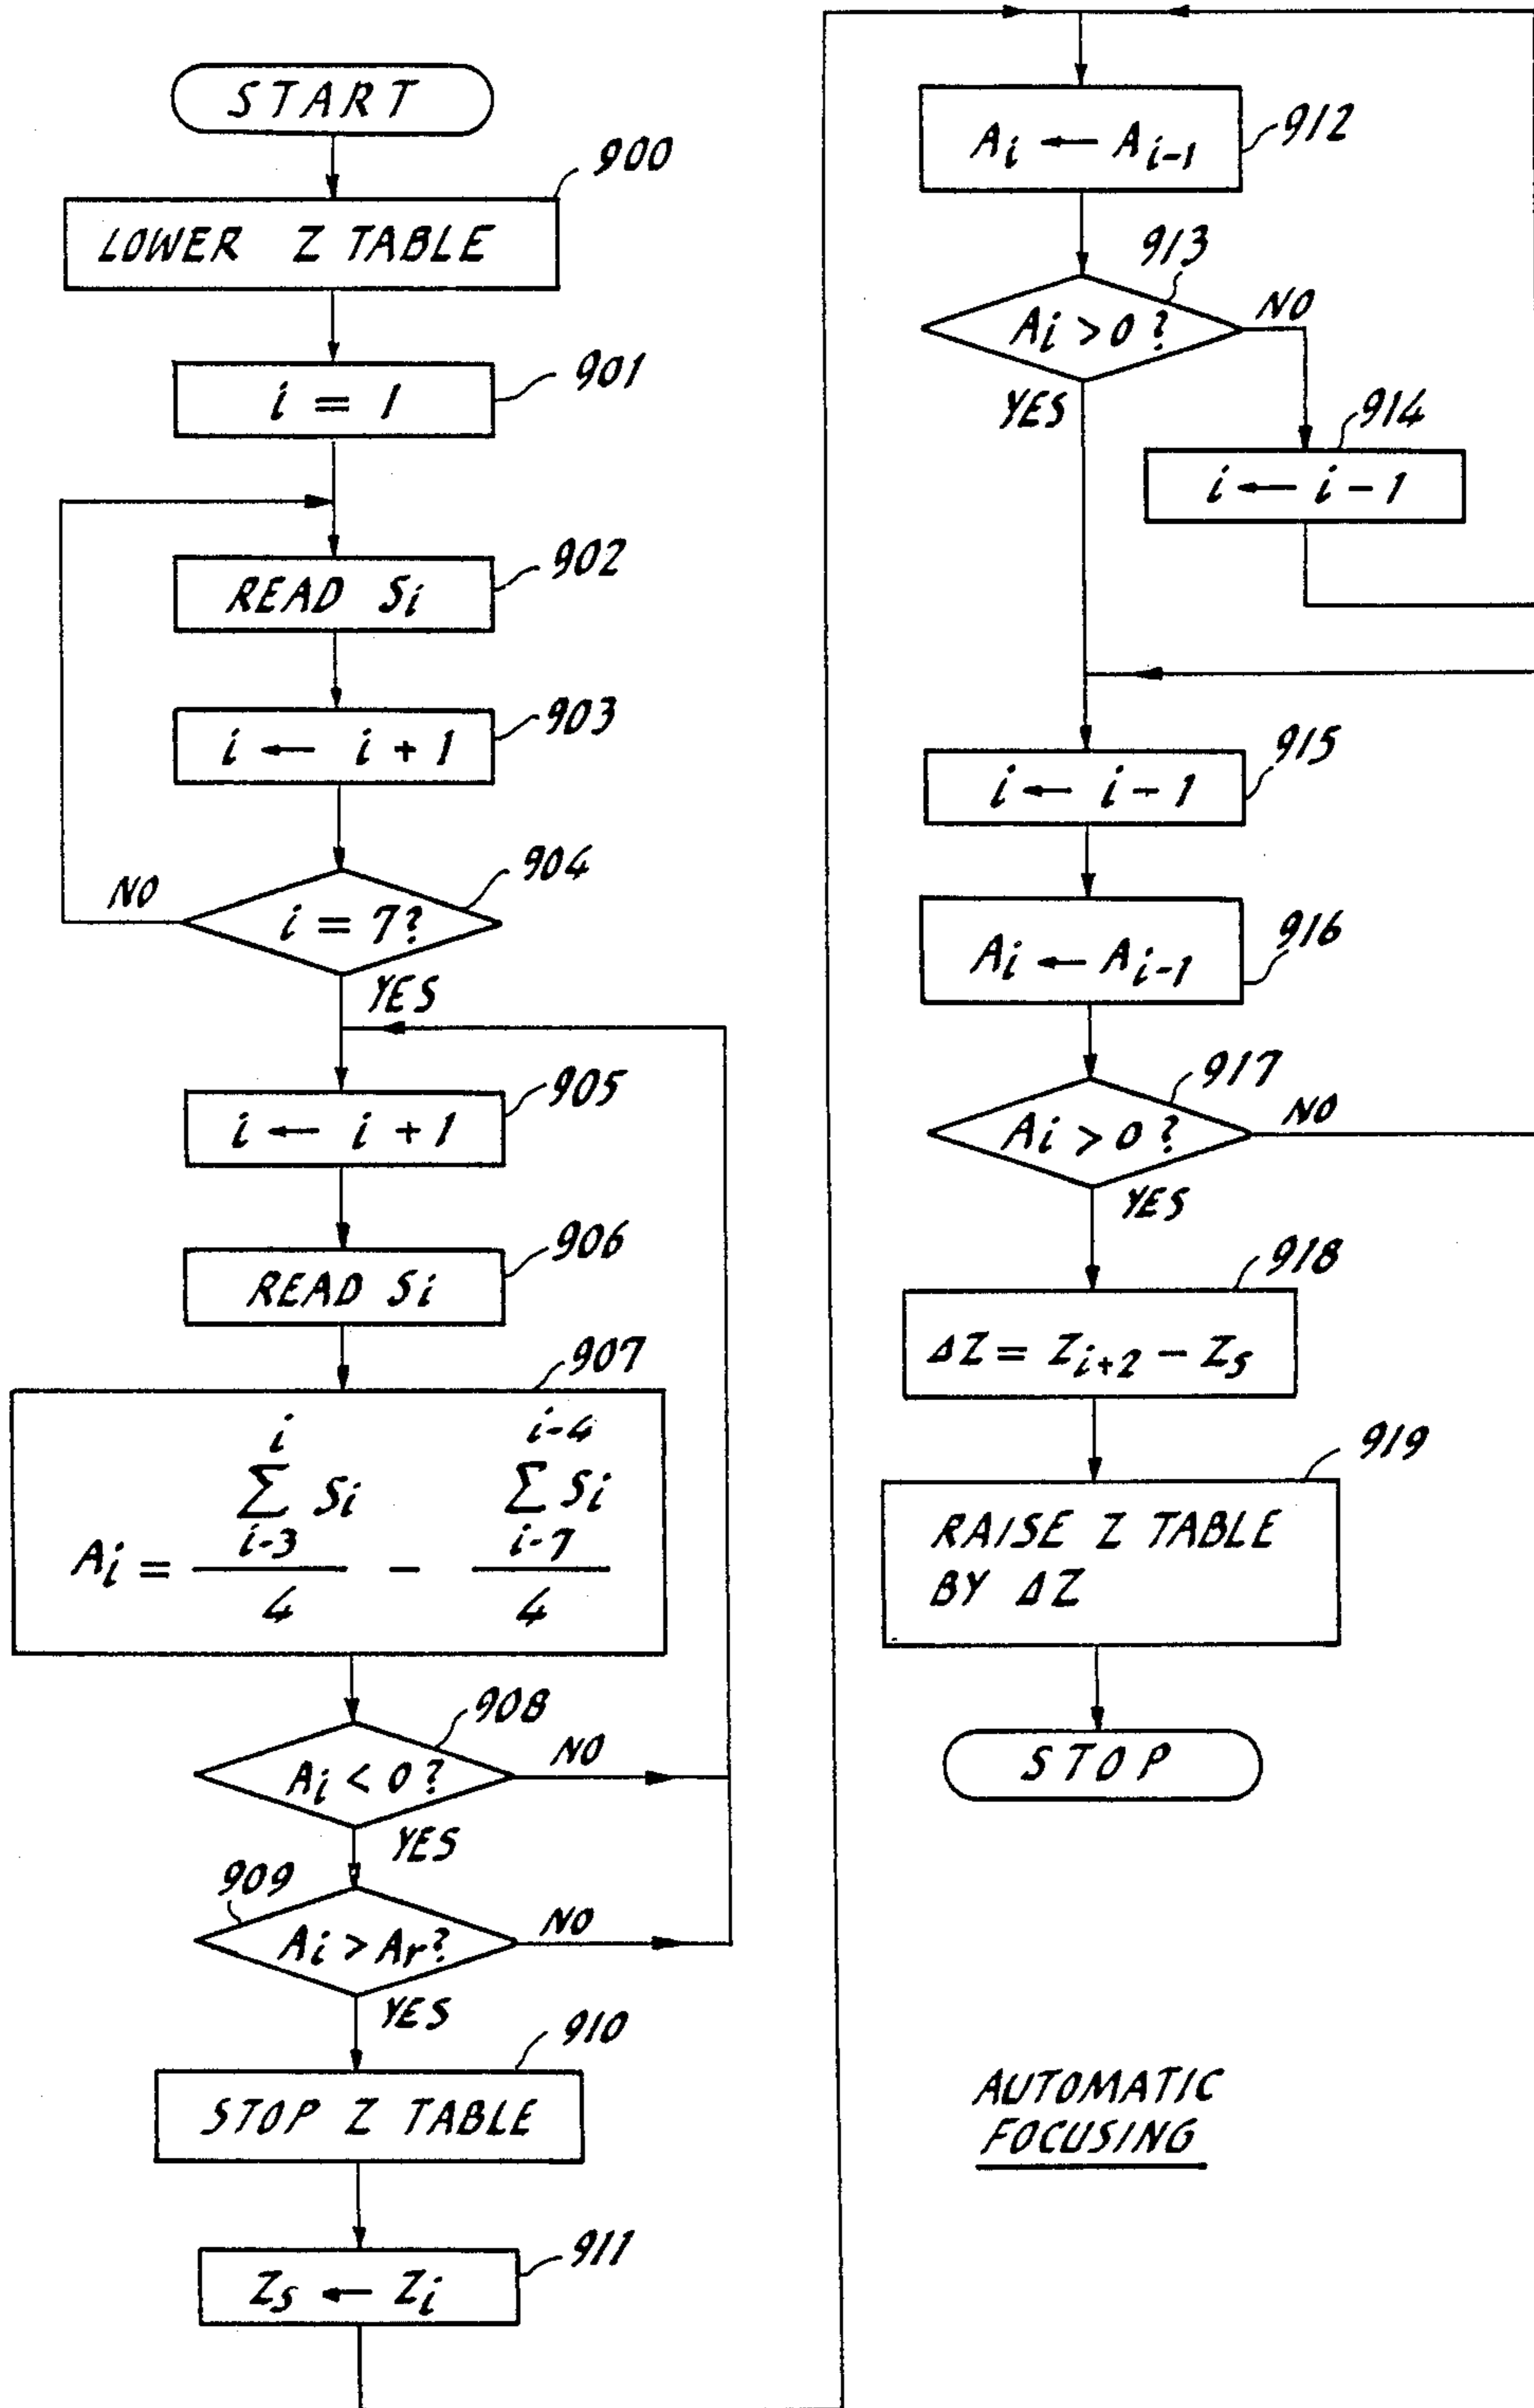 START
900
LOWER Z TABLE
901
i = 1
902
READ Si
903
i ← i + 1
904
i = 7?
NO
YES
905
i ← i + 1
906
READ Si
907
i
i-4
Σ Si
Σ Si
i-3
i-7
Ai = —— - ——
4
4
908
Ai < 0?
NO
YES
909
Ai > Ar?
NO
YES
910
STOP Z TABLE
911
Zs ← Zi
912
Ai ← Ai-1
913
Ai > 0?
NO
YES
914
i ← i - 1
915
i ← i - 1
916
Ai ← Ai-1
917
Ai > 0?
NO
YES
918
ΔZ = Zi+2 - Zs
919
RAISE Z TABLE
BY ΔZ
STOP
AUTOMATIC
FOCUSING